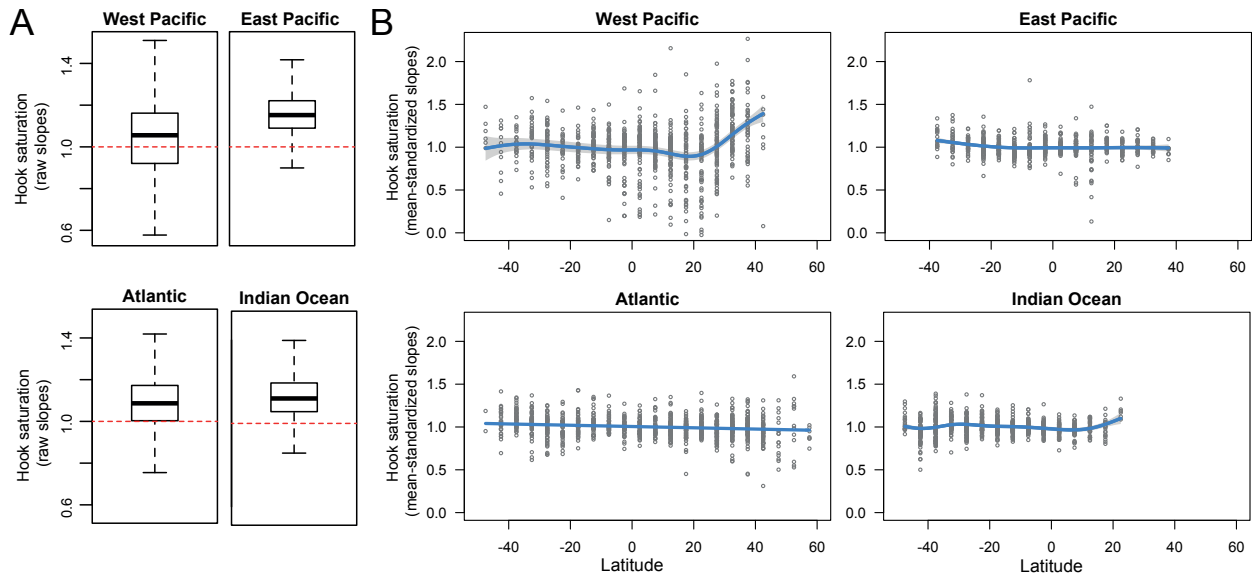 A
West Pacific
East Pacific
Hook saturation
(raw slopes)
1.4
1.0
0.6
Atlantic
Indian Ocean
Hook saturation
(raw slopes)
1.4
1.0
0.6
B
West Pacific
Hook saturation
(mean-standardized slopes)
2.0
1.5
1.0
0.5
0.0
-40 -20 0 20 40 60
East Pacific
2.0
1.5
1.0
0.5
0.0
-40 -20 0 20 40 60
Atlantic
Hook saturation
(mean-standardized slopes)
2.0
1.5
1.0
0.5
0.0
-40 -20 0 20 40 60
Latitude
Indian Ocean
2.0
1.5
1.0
0.5
0.0
-40 -20 0 20 40 60
Latitude